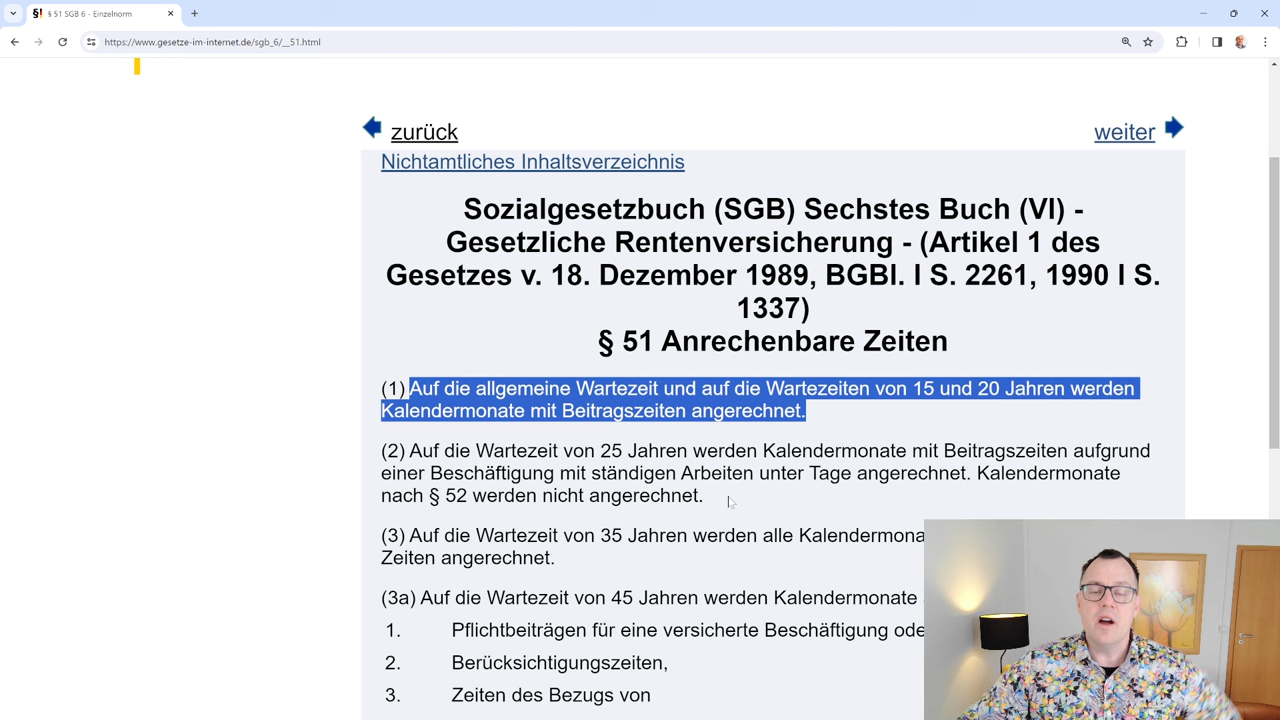 § 51 SGB 6 - Einzelnorm
https://www.gesetze-im-internet.de/sgb_6/__51.html
zurück
weiter
Nichtamtliches Inhaltsverzeichnis
Sozialgesetzbuch (SGB) Sechstes Buch (VI) -
Gesetzliche Rentenversicherung - (Artikel 1 des
Gesetzes v. 18. Dezember 1989, BGBl. I S. 2261, 1990 I S.
1337)
§ 51 Anrechenbare Zeiten
(1) Auf die allgemeine Wartezeit und auf die Wartezeiten von 15 und 20 Jahren werden
Kalendermonate mit Beitragszeiten angerechnet.
(2) Auf die Wartezeit von 25 Jahren werden Kalendermonate mit Beitragszeiten aufgrund
einer Beschäftigung mit ständigen Arbeiten unter Tage angerechnet. Kalendermonate
nach § 52 werden nicht angerechnet.
(3) Auf die Wartezeit von 35 Jahren werden alle Kalendermona
Zeiten angerechnet.
(3a) Auf die Wartezeit von 45 Jahren werden Kalendermonate
1. Pflichtbeiträgen für eine versicherte Beschäftigung ode
2. Berücksichtigungszeiten,
3. Zeiten des Bezugs von